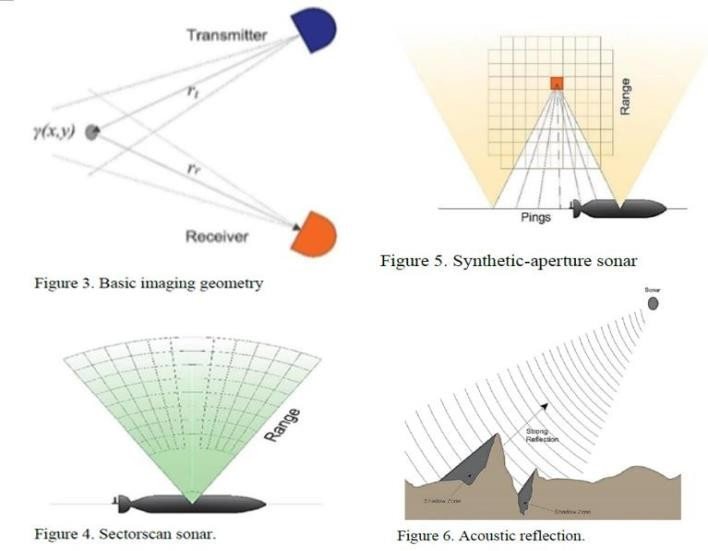 Transmitter
r_t
γ(x,y)
r_r
Receiver
Figure 3. Basic imaging geometry
Range
Pings
Figure 5. Synthetic-aperture sonar
Range
Figure 4. Sectorscan sonar.
Sonar
Strong
Reflection
Shadow Zone
Shadow Zone
Figure 6. Acoustic reflection.